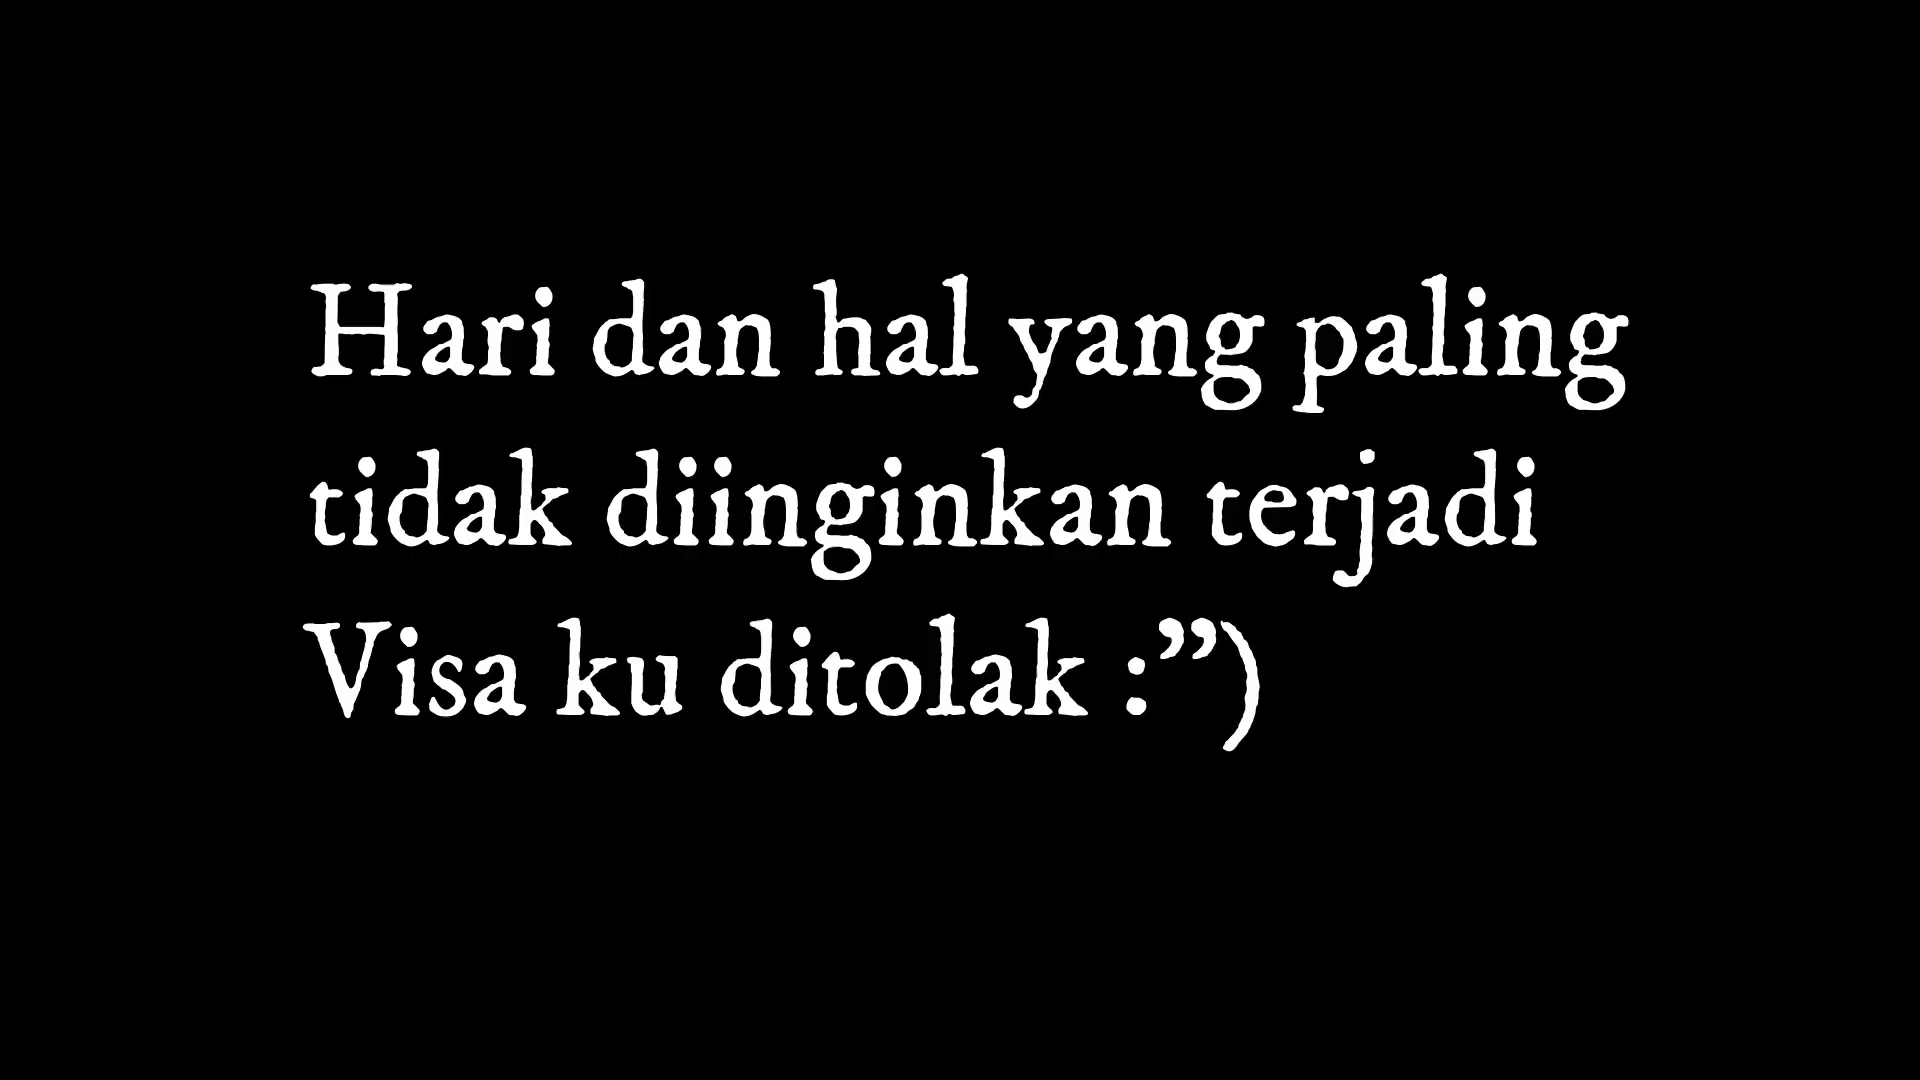 Hari dan hal yang paling
tidak diinginkan terjadi
Visa ku ditolak :”)